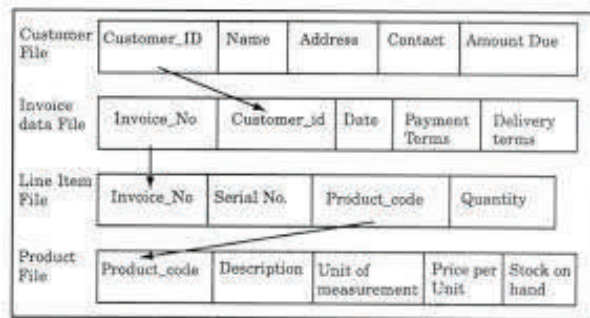 Customer File
Customer_ID Name Address Contact Amount Due
Invoice data File
Invoice_No Customer_id Date Payment Terms Delivery terms
Line Item File
Invoice_No Serial No. Product_code Quantity
Product File
Product_code Description Unit of measurement Price per Unit Stock on hand